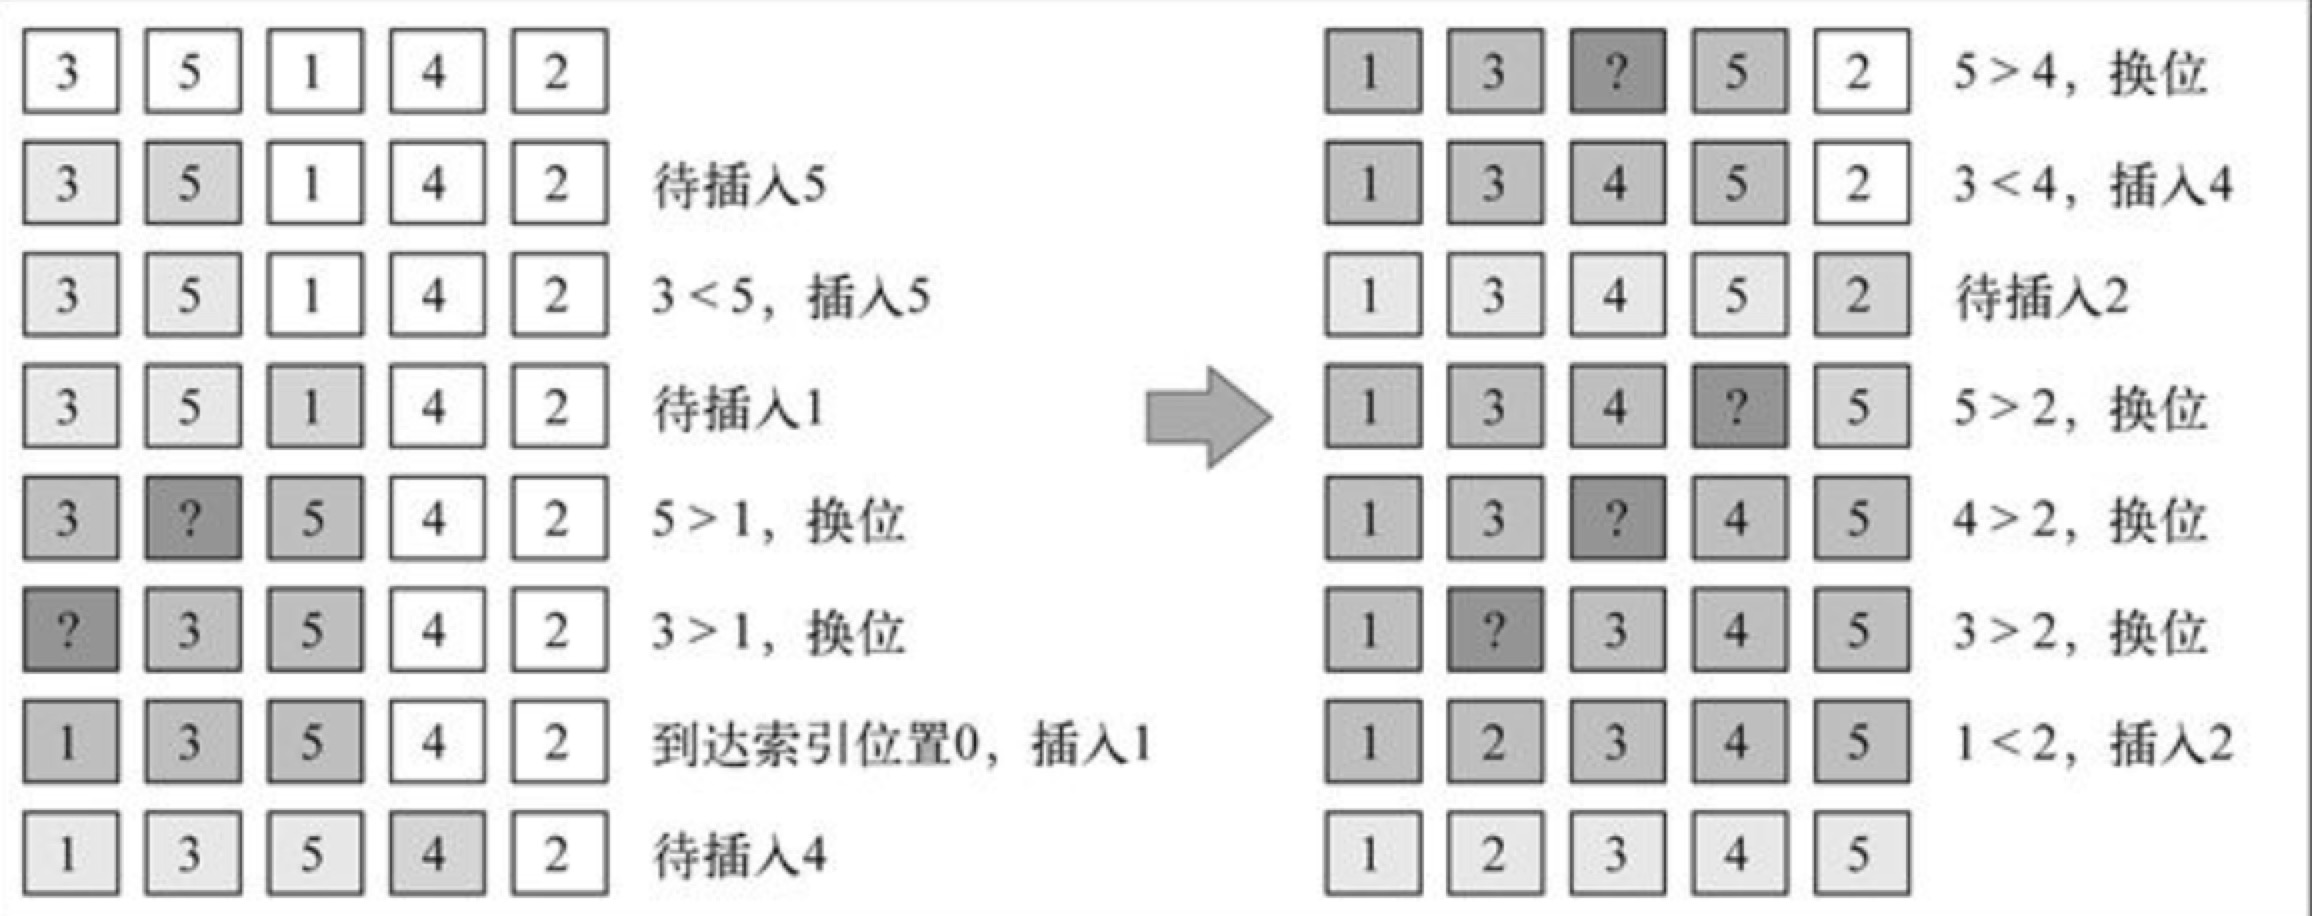 3 5 1 4 2
3 5 1 4 2 待插入5
3 5 1 4 2 3 < 5，插入5
3 5 1 4 2 待插入1
3 ? 5 4 2 5 > 1，换位
? 3 5 4 2 3 > 1，换位
1 3 5 4 2 到达索引位置0，插入1
1 3 5 4 2 待插入4
1 3 ? 5 2 5 > 4，换位
1 3 4 5 2 3 < 4，插入4
1 3 4 5 2 待插入2
1 3 4 ? 5 5 > 2，换位
1 3 ? 4 5 4 > 2，换位
1 ? 3 4 5 3 > 2，换位
1 2 3 4 5 1 < 2，插入2
1 2 3 4 5